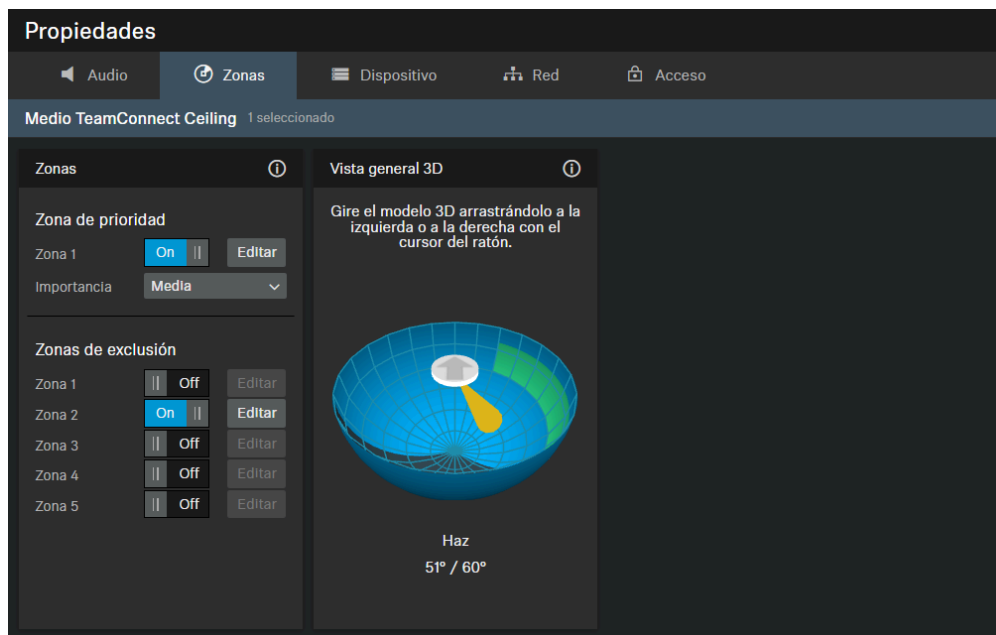 Propiedades
Audio
Zonas
Dispositivo
Red
Acceso
Medio TeamConnect Ceiling 1 seleccionado
Zonas
Zona de prioridad
Zona 1 On Editar
Importancia Media
Zonas de exclusión
Zona 1 Off Editar
Zona 2 On Editar
Zona 3 Off Editar
Zona 4 Off Editar
Zona 5 Off Editar
Vista general 3D
Gire el modelo 3D arrastrándolo a la
izquierda o a la derecha con el
cursor del ratón.
Haz
51° / 60°